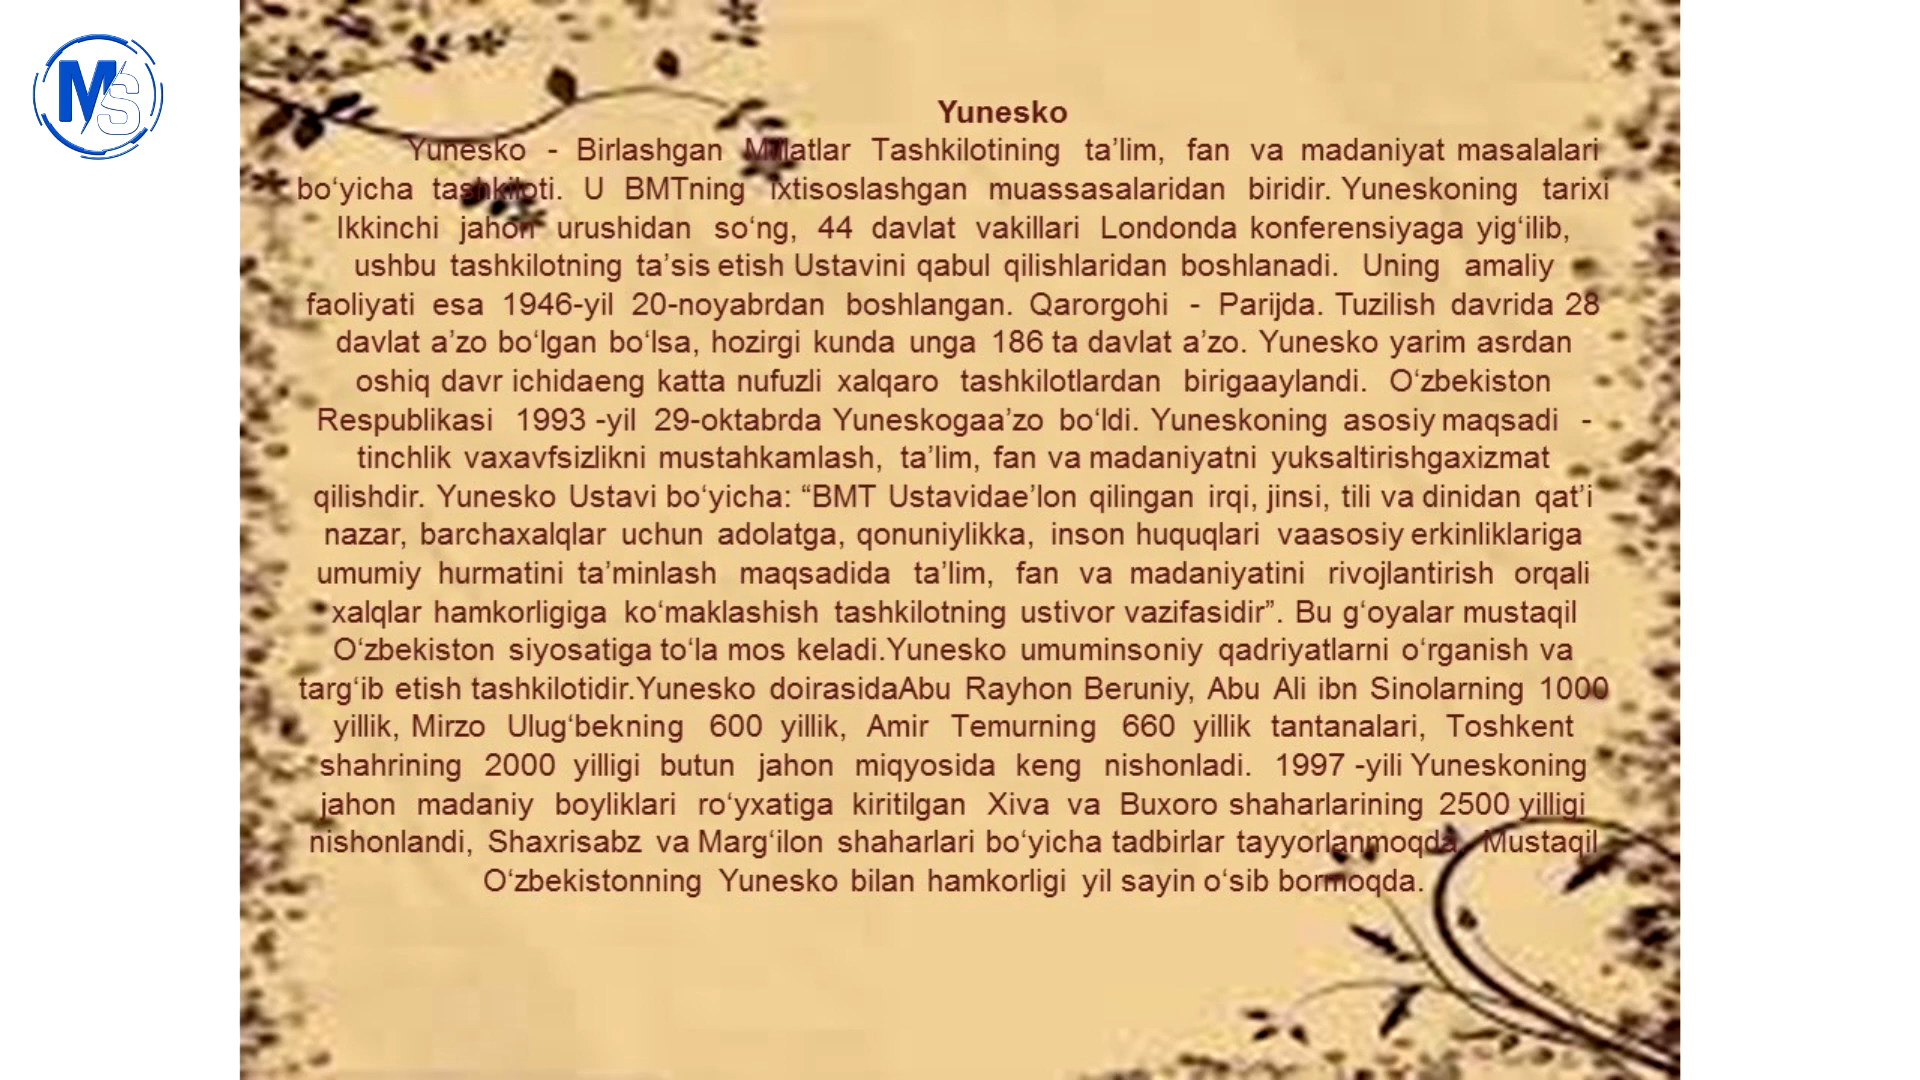 MS
Yunesko
Yunesko - Birlashgan Millatlar Tashkilotining ta’lim, fan va madaniyat masalalari
bo‘yicha tashkiloti. U BMTning ixtisoslashgan muassasalaridan biridir. Yuneskoning tarixi
Ikkinchi jahon urushidan so‘ng, 44 davlat vakillari Londonda konferensiyaga yig‘ilib,
ushbu tashkilotning ta’sis etish Ustavini qabul qilishlaridan boshlanadi. Uning amaliy
faoliyati esa 1946-yil 20-noyabrdan boshlangan. Qarorgohi - Parijda. Tuzilish davrida 28
davlat a’zo bo‘lgan bo‘lsa, hozirgi kunda unga 186 ta davlat a’zo. Yunesko yarim asrdan
oshiq davr ichidaeng katta nufuzli xalqaro tashkilotlardan birigaaylandi. O‘zbekiston
Respublikasi 1993 -yil 29-oktabrda Yuneskogaa’zo bo‘ldi. Yuneskoning asosiy maqsadi -
tinchlik vaxavfsizlikni mustahkamlash, ta’lim, fan va madaniyatni yuksaltirishgaxizmat
qilishdir. Yunesko Ustavi bo‘yicha: “BMT Ustavidae’lon qilingan irqi, jinsi, tili va dinidan qat’i
nazar, barchaxalqlar uchun adolatga, qonuniylikka, inson huquqlari vaasosiy erkinliklariga
umumiy hurmatini ta’minlash maqsadida ta’lim, fan va madaniyatini rivojlantirish orqali
xalqlar hamkorligiga ko‘maklashish tashkilotning ustivor vazifasidir”. Bu g‘oyalar mustaqil
O‘zbekiston siyosatiga to‘la mos keladi.Yunesko umuminsoniy qadriyatlarni o‘rganish va
targ‘ib etish tashkilotidir.Yunesko doirasidaAbu Rayhon Beruniy, Abu Ali ibn Sinolarning 1000
yillik, Mirzo Ulug‘bekning 600 yillik, Amir Temurning 660 yillik tantanalari, Toshkent
shahrining 2000 yilligi butun jahon miqyosida keng nishonladi. 1997 -yili Yuneskoning
jahon madaniy boyliklari ro‘yxatiga kiritilgan Xiva va Buxoro shaharlarining 2500 yilligi
nishonlandi, Shaxrisabz va Marg‘ilon shaharlari bo‘yicha tadbirlar tayyorlanmoqda. Mustaqil
O‘zbekistonning Yunesko bilan hamkorligi yil sayin o‘sib bormoqda.